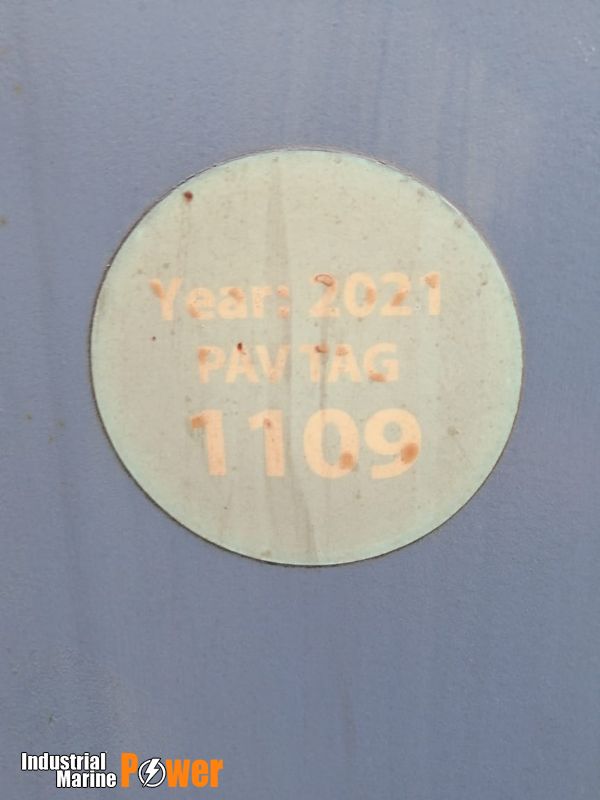 Year: 2021
PAV TAG
1109
Industrial
Marine Power